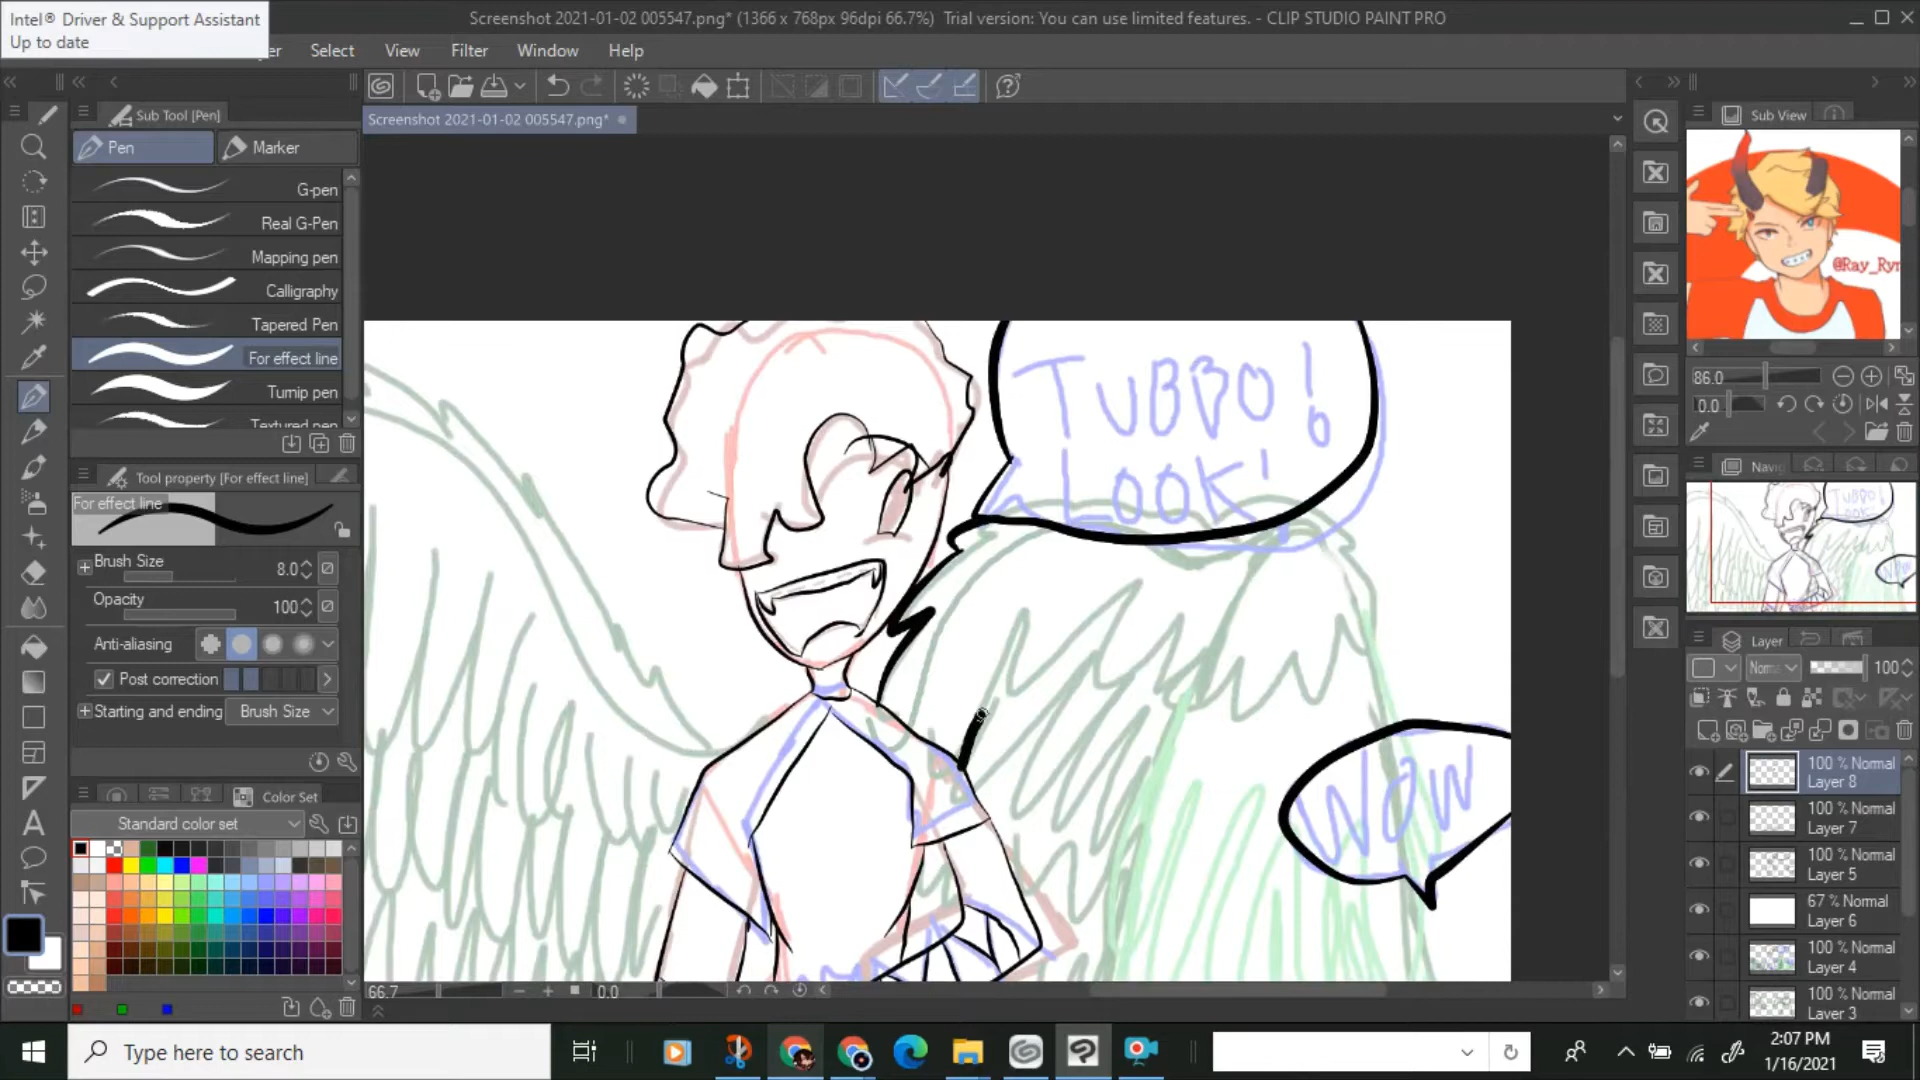 Intel® Driver & Support Assistant
Up to date
Screenshot 2021-01-02 005547.png* (1366 x 768px 96dpi 66.7%)  Trial version: You can use limited features. - CLIP STUDIO PAINT PRO
Select View Filter Window Help
Sub Tool [Pen]
Screenshot 2021-01-02 005547.png*
Sub View
Pen
Marker
G-pen
Real G-Pen
Mapping pen
Calligraphy
Tapered Pen
For effect line
Turnip pen
Textured pen
@Ray_Ryn
86.0
0.0
TUBBO!
LOOK!
Tool property [For effect line]
Navig
For effect line
Brush Size 8.0
Opacity 100
Anti-aliasing
Post correction
Starting and ending Brush Size
Layer
Norma 100
WOW
100 % Normal
Layer 8
Color Set
Standard color set
100 % Normal
Layer 7
100 % Normal
Layer 5
67 % Normal
Layer 6
100 % Normal
Layer 4
100 % Normal
Layer 3
66.7 0.0
Type here to search
2:07 PM
1/16/2021